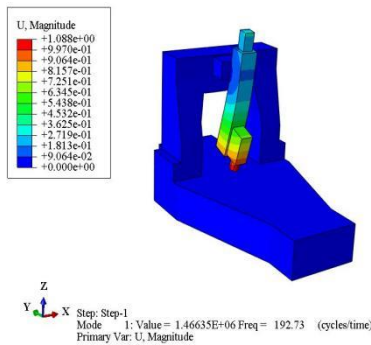 U, Magnitude
+1.088e+00
+9.970e-01
+9.064e-01
+8.157e-01
+7.251e-01
+6.345e-01
+5.438e-01
+4.532e-01
+3.625e-01
+2.719e-01
+1.813e-01
+9.064e-02
+0.000e+00
Z
Y
X
Step: Step-1
Mode 1: Value = 1.46635E+06 Freq = 192.73 (cycles/time)
Primary Var: U, Magnitude